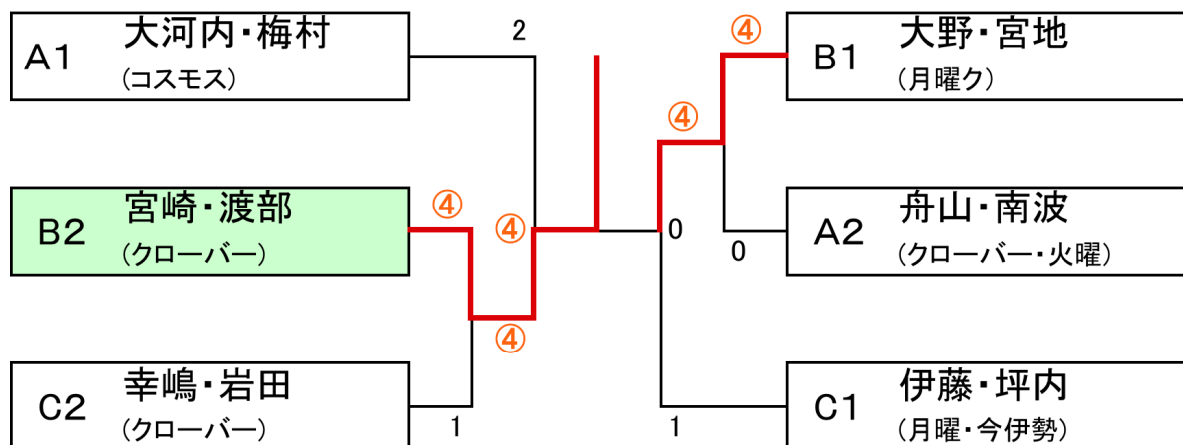 A1 大河内・梅村
(コスモス)
2
④
B1 大野・宮地
(月曜ク)
④
B2 宮崎・渡部
(クローバー)
④
④
0
0
A2 舟山・南波
(クローバー・火曜)
④
C2 幸嶋・岩田
(クローバー)
1
1
C1 伊藤・坪内
(月曜・今伊勢)